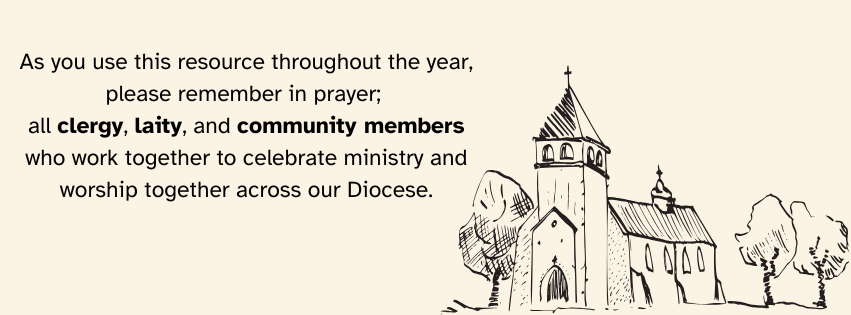 As you use this resource throughout the year,
please remember in prayer;
all clergy, laity, and community members
who work together to celebrate ministry and
worship together across our Diocese.